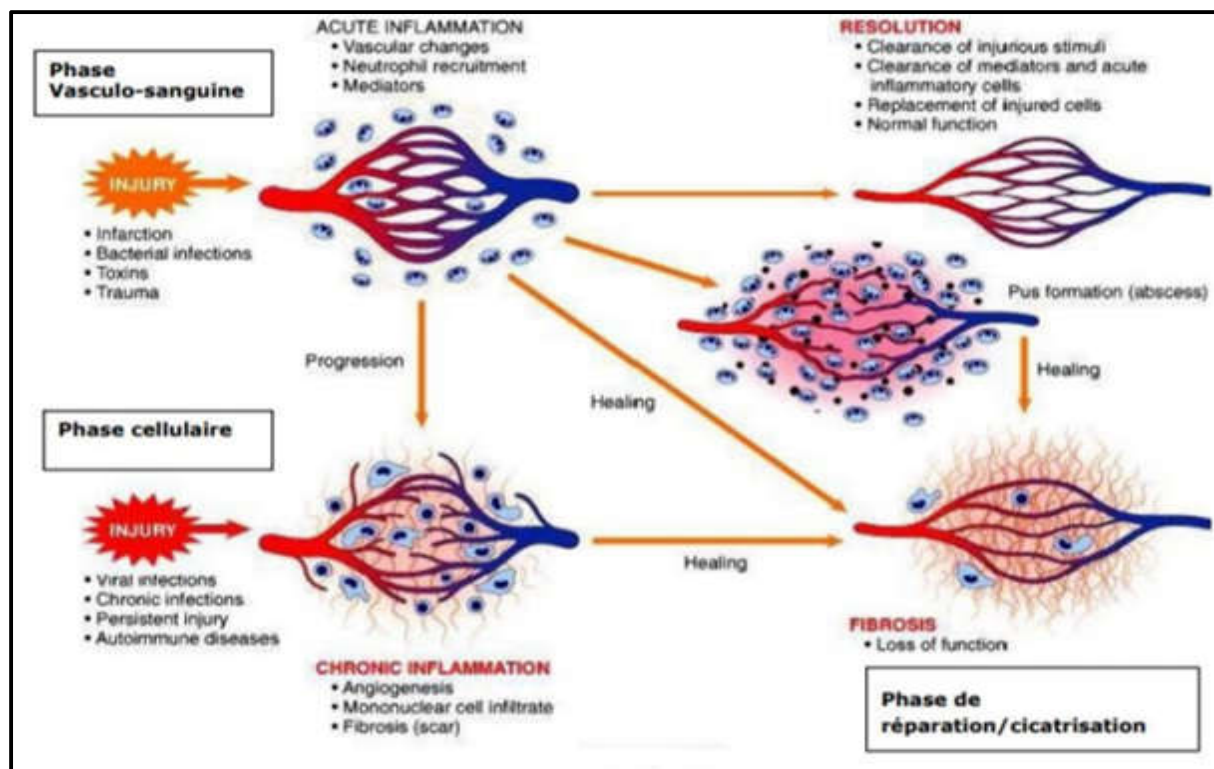 Phase
Vasculo-sanguine
ACUTE INFLAMMATION
• Vascular changes
• Neutrophil recruitment
• Mediators
RESOLUTION
• Clearance of injurious stimuli
• Clearance of mediators and acute
inflammatory cells
• Replacement of injured cells
• Normal function
INJURY
• Infarction
• Bacterial infections
• Toxins
• Trauma
Pus formation (abscess)
Progression
Healing
Healing
Phase cellulaire
INJURY
• Viral infections
• Chronic infections
• Persistent injury
• Autoimmune diseases
Healing
CHRONIC INFLAMMATION
• Angiogenesis
• Mononuclear cell infiltrate
• Fibrosis (scar)
FIBROSIS
• Loss of function
Phase de
réparation/cicatrisation